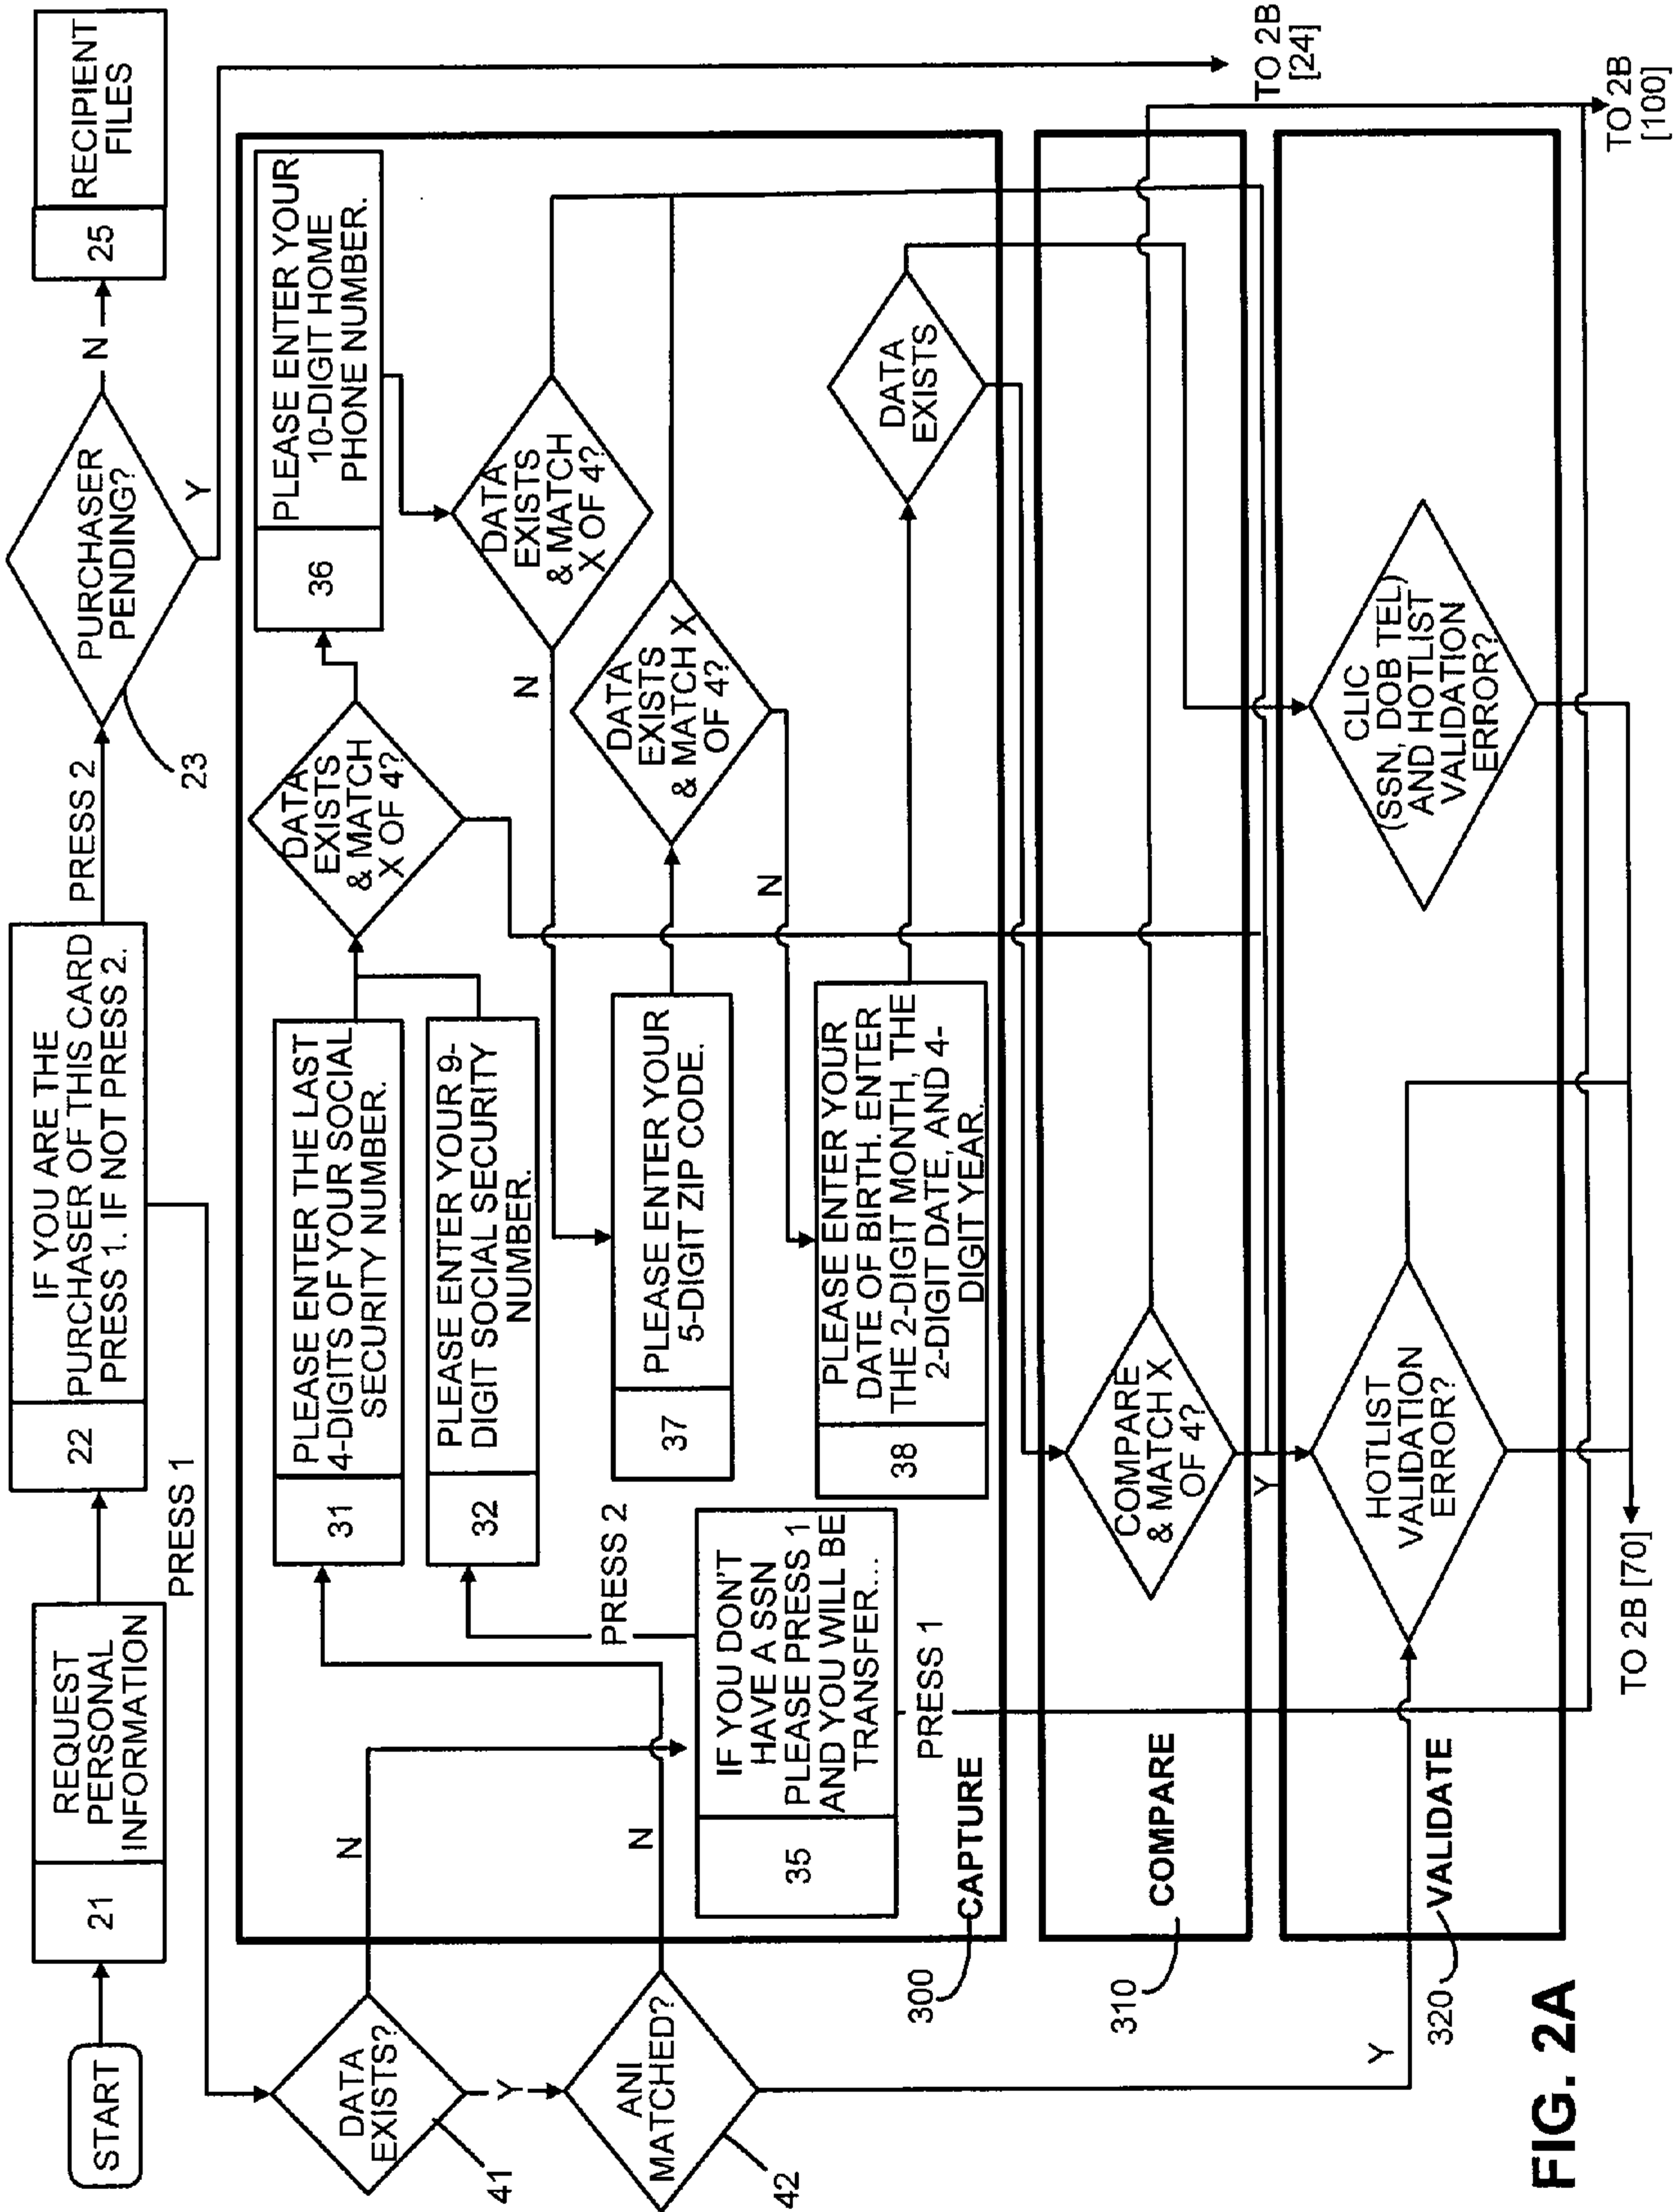 START
21
REQUEST
PERSONAL
INFORMATION
22
IF YOU ARE THE
PURCHASER OF THIS CARD
PRESS 1. IF NOT PRESS 2.
PRESS 2
PURCHASER
PENDING?
23
N
25
RECIPIENT
FILES
Y
PRESS 1
DATA
EXISTS?
41
N
Y
ANI
MATCHED?
42
N
Y
31
PLEASE ENTER THE LAST
4-DIGITS OF YOUR SOCIAL
SECURITY NUMBER.
32
PLEASE ENTER YOUR 9-
DIGIT SOCIAL SECURITY
NUMBER.
DATA
EXISTS
& MATCH
X OF 4?
36
PLEASE ENTER YOUR
10-DIGIT HOME
PHONE NUMBER.
DATA
EXISTS
& MATCH
X OF 4?
N
PRESS 2
37
PLEASE ENTER YOUR
5-DIGIT ZIP CODE.
DATA
EXISTS
& MATCH X
OF 4?
N
35
IF YOU DON'T
HAVE A SSN
PLEASE PRESS 1
AND YOU WILL BE
TRANSFER...
PRESS 1
38
PLEASE ENTER YOUR
DATE OF BIRTH. ENTER
THE 2-DIGIT MONTH, THE
2-DIGIT DATE, AND 4-
DIGIT YEAR.
DATA
EXISTS
300
CAPTURE
310
COMPARE
COMPARE
& MATCH X
OF 4?
Y
TO 2B
[24]
320
VALIDATE
HOTLIST
VALIDATION
ERROR?
CLIC
(SSN, DOB TEL)
AND HOTLIST
VALIDATION
ERROR?
TO 2B [70]
TO 2B
[100]
FIG. 2A